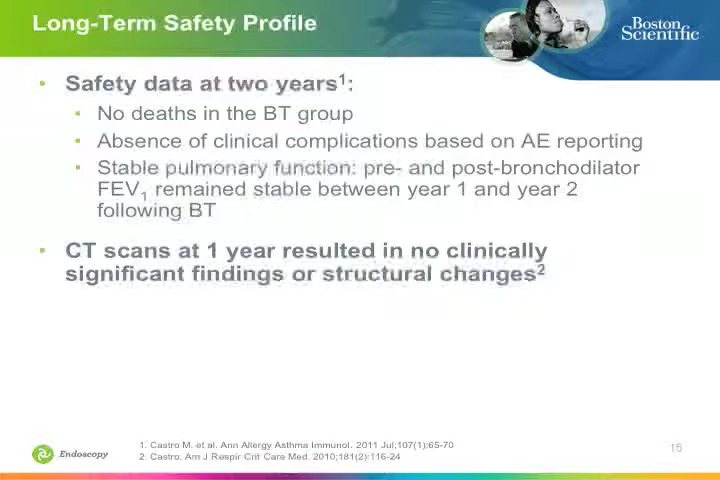 Long-Term Safety Profile
Boston
Scientific
• Safety data at two years¹:
• No deaths in the BT group
• Absence of clinical complications based on AE reporting
• Stable pulmonary function: pre- and post-bronchodilator
FEV₁ remained stable between year 1 and year 2
following BT
• CT scans at 1 year resulted in no clinically
significant findings or structural changes²
Endoscopy
1. Castro M. et al. Ann Allergy Asthma Immunol. 2011 Jul;107(1):65-70
2. Castro. Am J Respir Crit Care Med. 2010;181(2):116-24
15